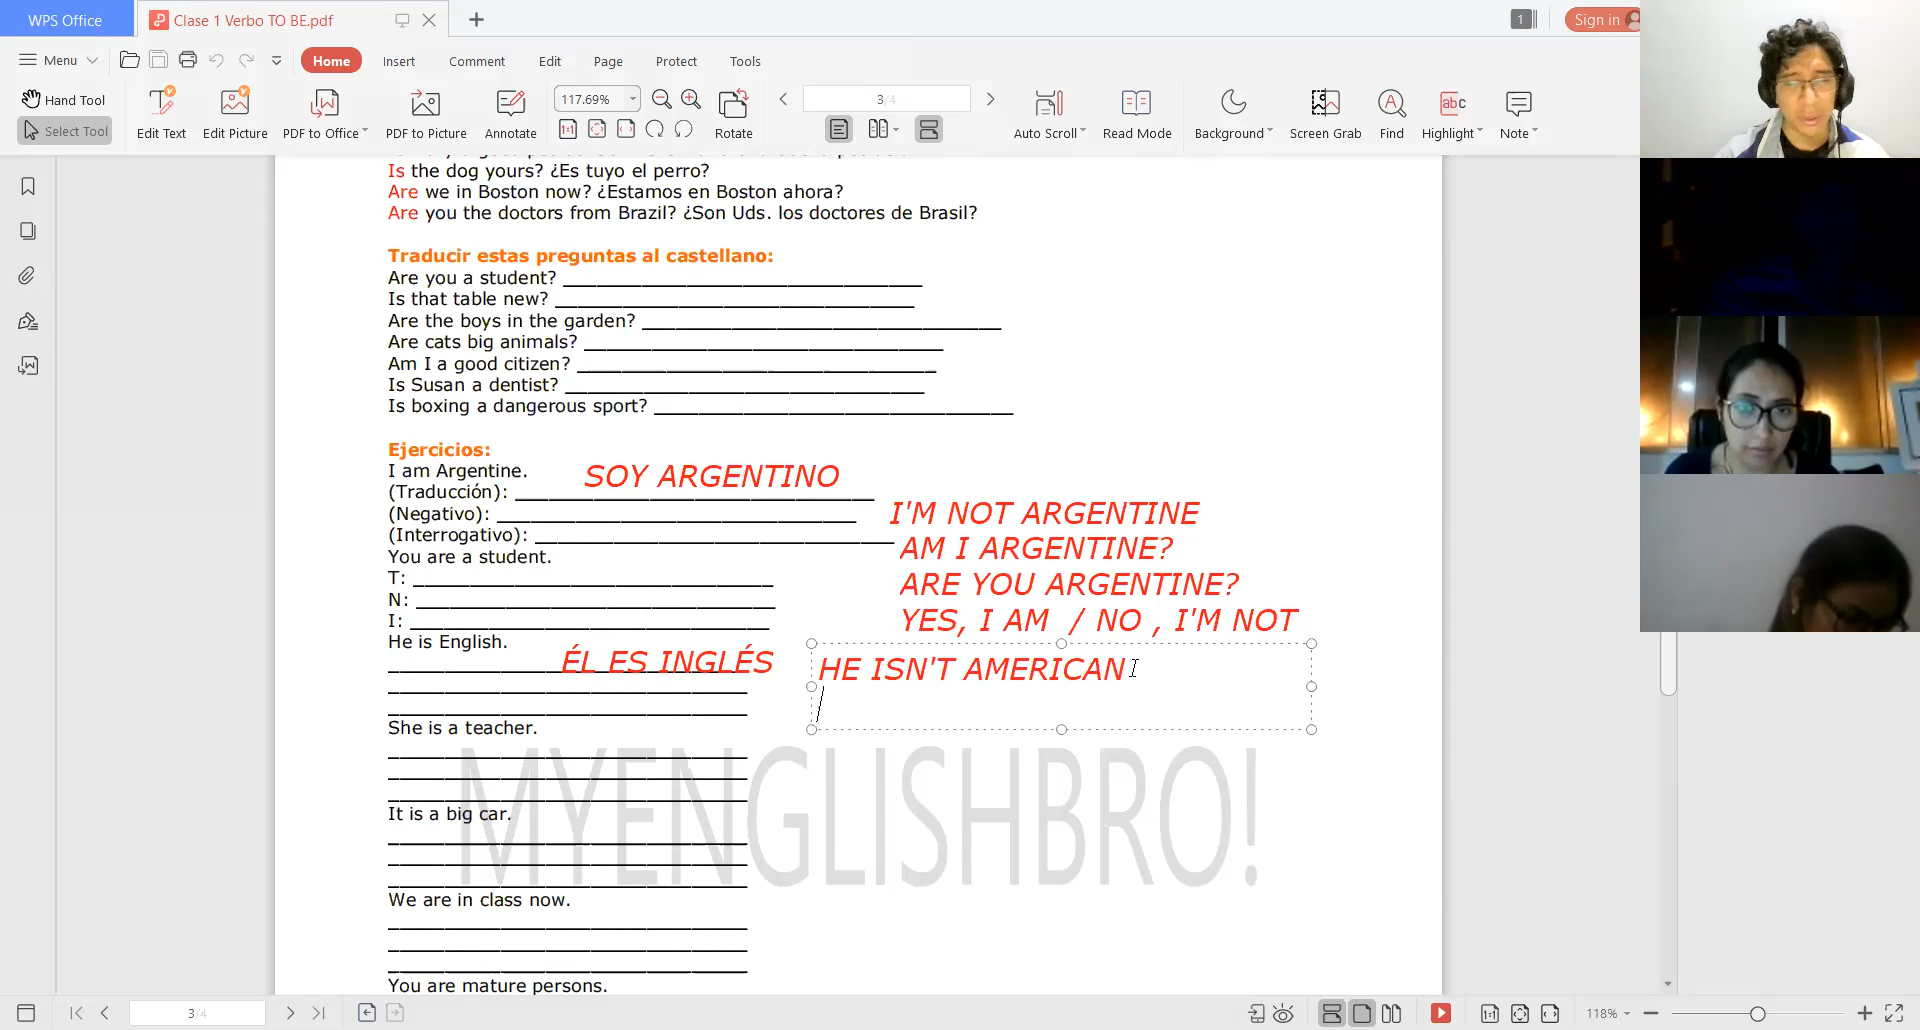 WPS Office
Clase 1 Verbo TO BE.pdf
1
Sign in
Menu
Home
Insert
Comment
Edit
Page
Protect
Tools
Hand Tool
Select Tool
Edit Text
Edit Picture
PDF to Office
PDF to Picture
Annotate
117.69%
Rotate
3/4
Auto Scroll
Read Mode
Background
Screen Grab
Find
Highlight
Note
Is the dog yours? ¿Es tuyo el perro?
Are we in Boston now? ¿Estamos en Boston ahora?
Are you the doctors from Brazil? ¿Son Uds. los doctores de Brasil?
Traducir estas preguntas al castellano:
Are you a student?
Is that table new?
Are the boys in the garden?
Are cats big animals?
Am I a good citizen?
Is Susan a dentist?
Is boxing a dangerous sport?
Ejercicios:
I am Argentine.
SOY ARGENTINO
(Traducción):
(Negativo):
I'M NOT ARGENTINE
(Interrogativo):
AM I ARGENTINE?
You are a student.
T:
ARE YOU ARGENTINE?
N:
I:
YES, I AM / NO , I'M NOT
He is English.
ÉL ES INGLÉS
HE ISN'T AMERICAN
She is a teacher.
MYENGLISHBRO!
It is a big car.
We are in class now.
You are mature persons.
3/4
118%